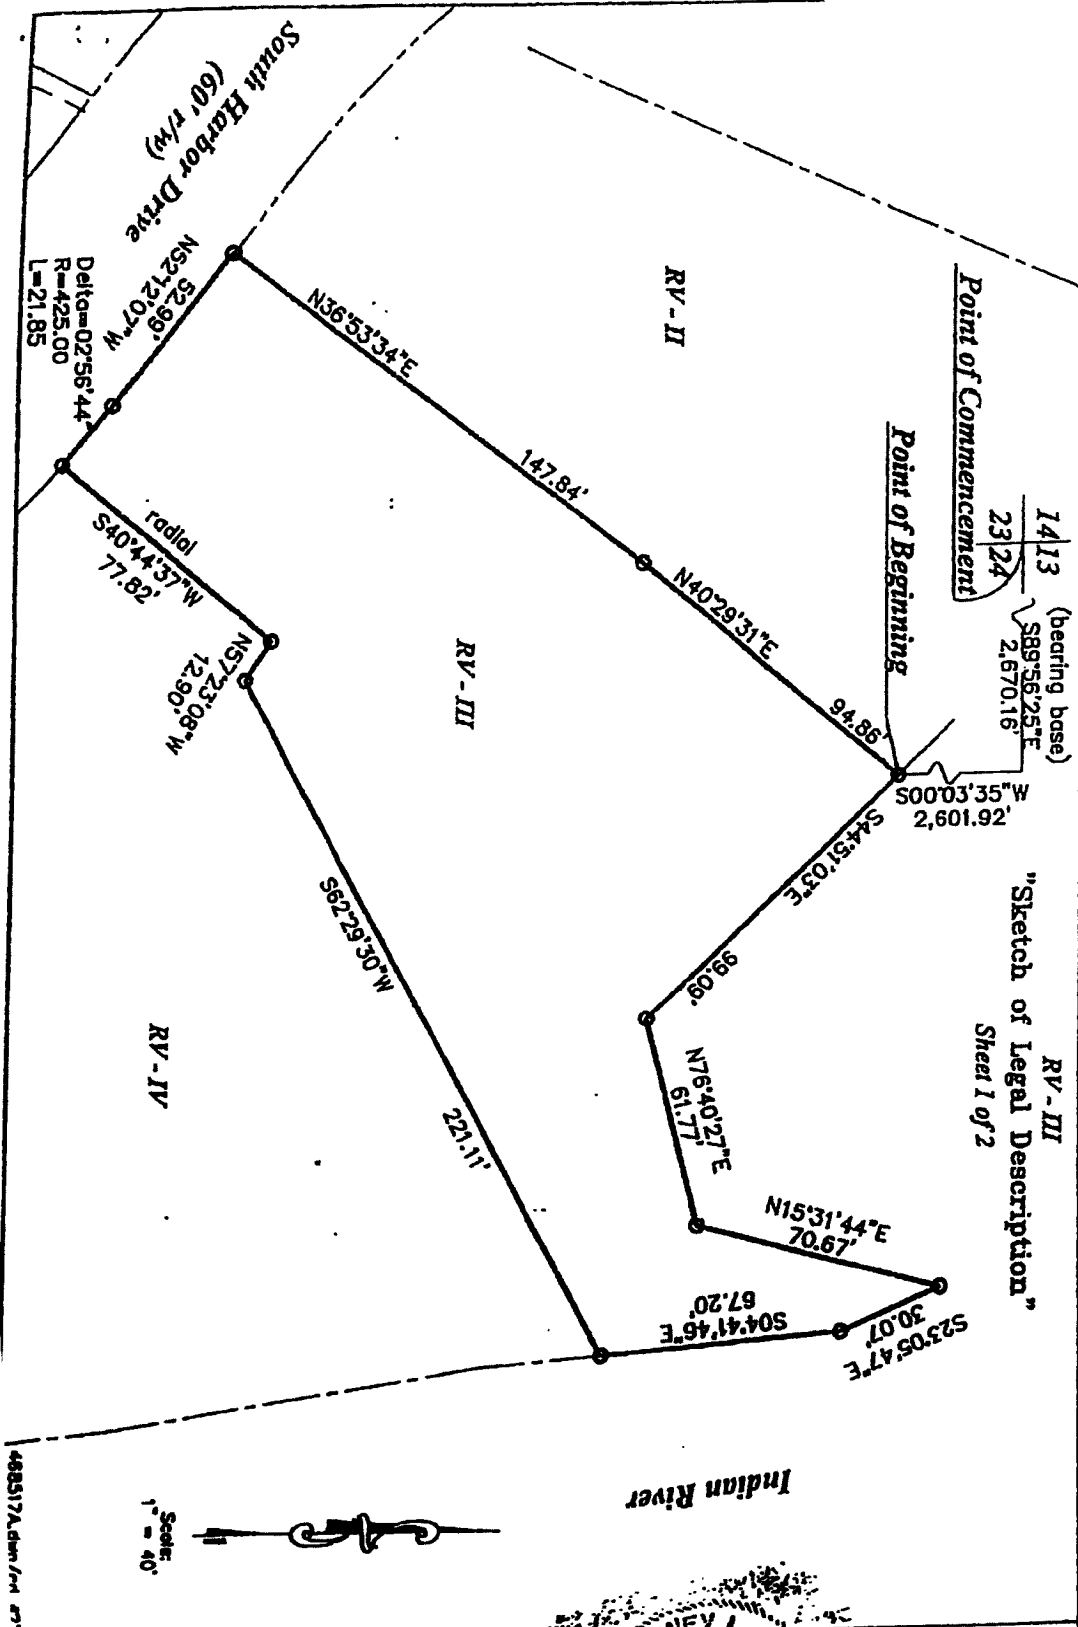 RV-III
"Sketch of Legal Description"
Sheet 1 of 2
14|13
23|24
(bearing base)
S89°56'25"E
2,670.16'
Point of Commencement
S00°03'35"W
2,601.92'
Point of Beginning
RV-II
N40°29'31"E
94.86'
S44°51'03"E
99.09'
N36°53'34"E
147.84'
N76°40'27"E
61.77'
N15°31'44"E
70.67'
S23°05'47"E
30.07'
S04°41'46"E
67.20'
South Harbor Drive
(60' r/w)
RV-III
N52°12'07"W
52.99'
Delta=02°56'44"
R=425.00
L=21.85
radial
S40°44'37"W
77.82'
N57°23'08"W
12.90'
S62°29'30"W
221.11'
RV-IV
Indian River
Scale:
1" = 40'